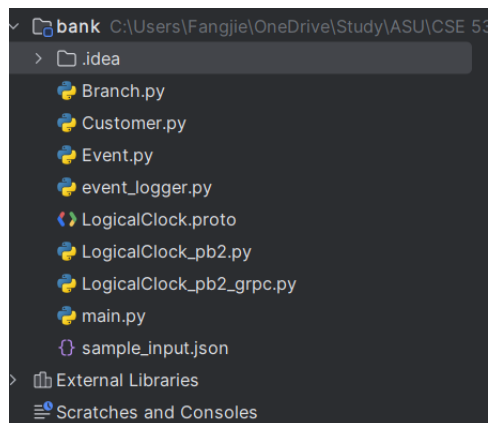 bank C:\Users\Fangjie\OneDrive\Study\ASU\CSE 53
.idea
Branch.py
Customer.py
Event.py
event_logger.py
LogicalClock.proto
LogicalClock_pb2.py
LogicalClock_pb2_grpc.py
main.py
sample_input.json
External Libraries
Scratches and Consoles